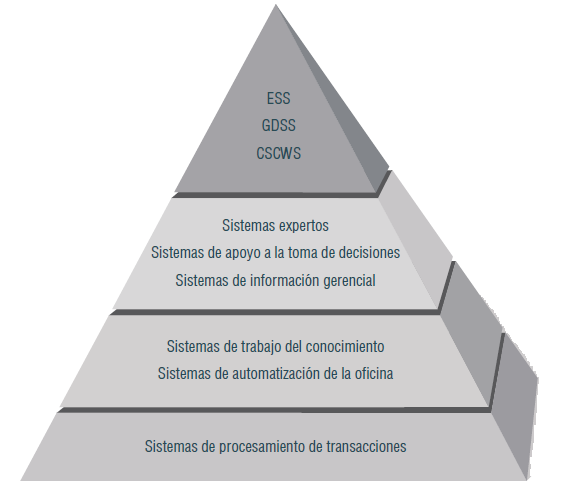 ESS
GDSS
CSCWS
Sistemas expertos
Sistemas de apoyo a la toma de decisiones
Sistemas de información gerencial
Sistemas de trabajo del conocimiento
Sistemas de automatización de la oficina
Sistemas de procesamiento de transacciones